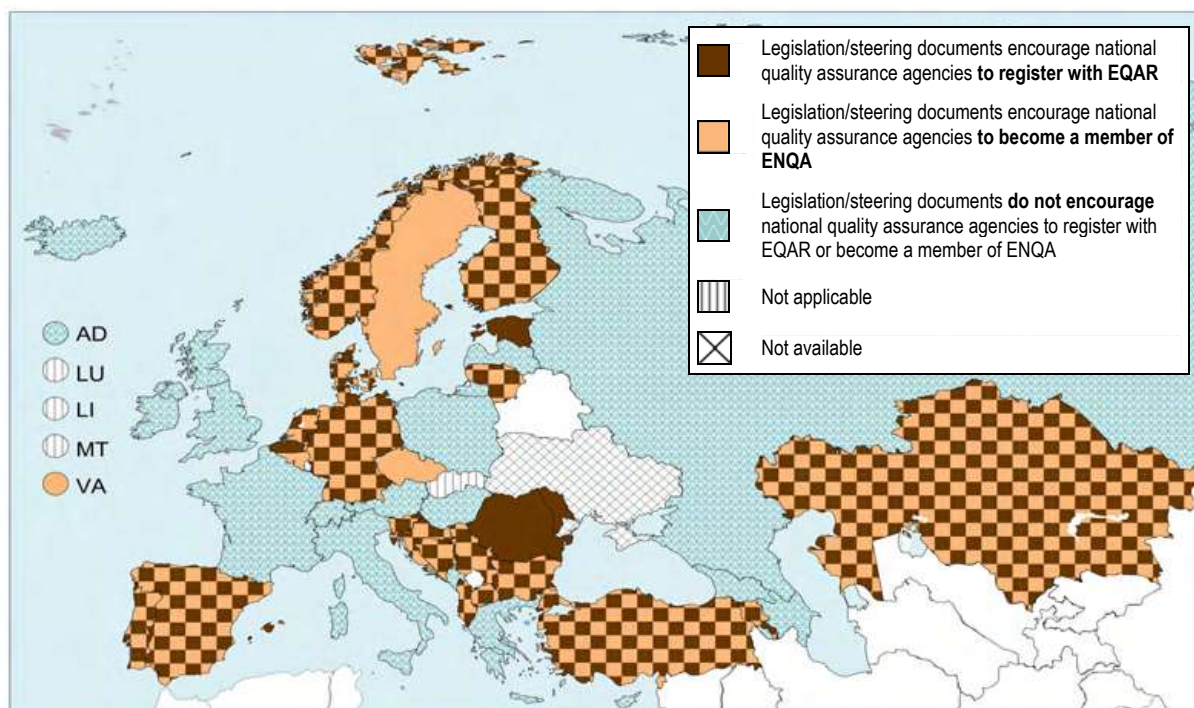 Legislation/steering documents encourage national
quality assurance agencies to register with EQAR
Legislation/steering documents encourage national
quality assurance agencies to become a member of
ENQA
Legislation/steering documents do not encourage
national quality assurance agencies to register with
EQAR or become a member of ENQA
Not applicable
Not available
AD
LU
LI
MT
VA